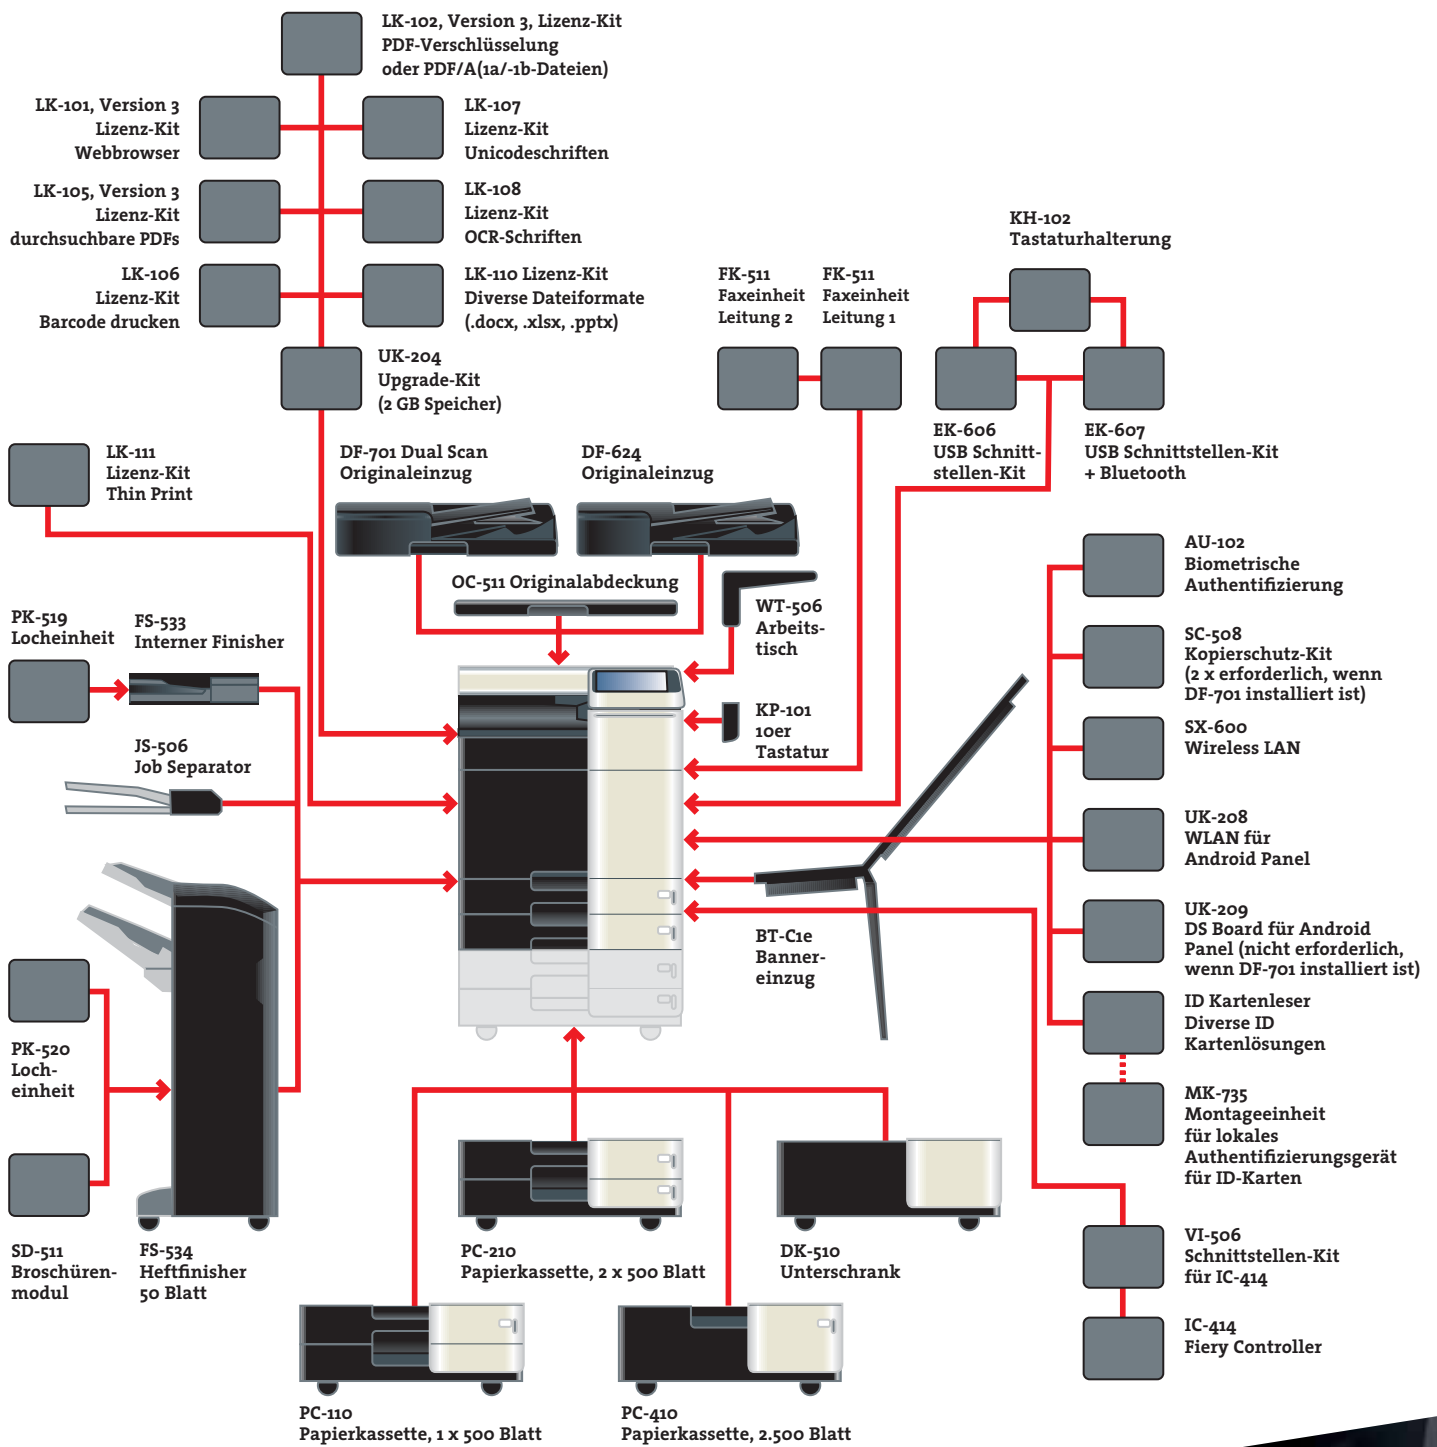 LK-102, Version 3, Lizenz-Kit
PDF-Verschlüsselung
oder PDF/A(1a/-1b-Dateien)
LK-101, Version 3
Lizenz-Kit
Webbrowser
LK-107
Lizenz-Kit
Unicodeschriften
LK-105, Version 3
Lizenz-Kit
durchsuchbare PDFs
LK-108
Lizenz-Kit
OCR-Schriften
LK-106
Lizenz-Kit
Barcode drucken
LK-110 Lizenz-Kit
Diverse Dateiformate
(.docx, .xlsx, .pptx)
UK-204
Upgrade-Kit
(2 GB Speicher)
FK-511
Faxeinheit
Leitung 2
FK-511
Faxeinheit
Leitung 1
KH-102
Tastaturhalterung
EK-606
USB Schnitt-
stellen-Kit
EK-607
USB Schnittstellen-Kit
+ Bluetooth
LK-111
Lizenz-Kit
Thin Print
DF-701 Dual Scan
Originaleinzug
DF-624
Originaleinzug
OC-511 Originalabdeckung
WT-506
Arbeits-
tisch
KP-101
10er
Tastatur
PK-519
Locheinheit
FS-533
Interner Finisher
JS-506
Job Separator
AU-102
Biometrische
Authentifizierung
SC-508
Kopierschutz-Kit
(2 x erforderlich, wenn
DF-701 installiert ist)
SX-600
Wireless LAN
UK-208
WLAN für
Android Panel
UK-209
DS Board für Android
Panel (nicht erforderlich,
wenn DF-701 installiert ist)
BT-C1e
Banner-
einzug
ID Kartenleser
Diverse ID
Kartenlösungen
MK-735
Montageeinheit
für lokales
Authentifizierungsgerät
für ID-Karten
PK-520
Loch-
einheit
SD-511
Broschüren-
modul
FS-534
Heftfinisher
50 Blatt
PC-210
Papierkassette, 2 x 500 Blatt
DK-510
Unterschrank
VI-506
Schnittstellen-Kit
für IC-414
IC-414
Fiery Controller
PC-110
Papierkassette, 1 x 500 Blatt
PC-410
Papierkassette, 2.500 Blatt